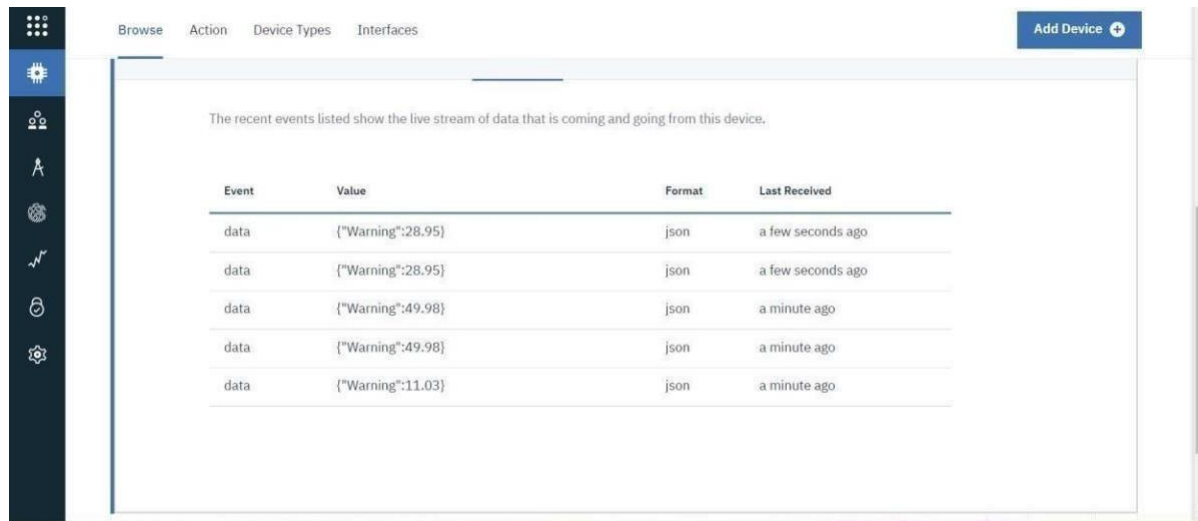 Browse Action Device Types Interfaces Add Device
The recent events listed show the live stream of data that is coming and going from this device.
Event Value Format Last Received
data {"Warning":28.95} json a few seconds ago
data {"Warning":28.95} json a few seconds ago
data {"Warning":49.98} json a minute ago
data {"Warning":49.98} json a minute ago
data {"Warning":11.03} json a minute ago